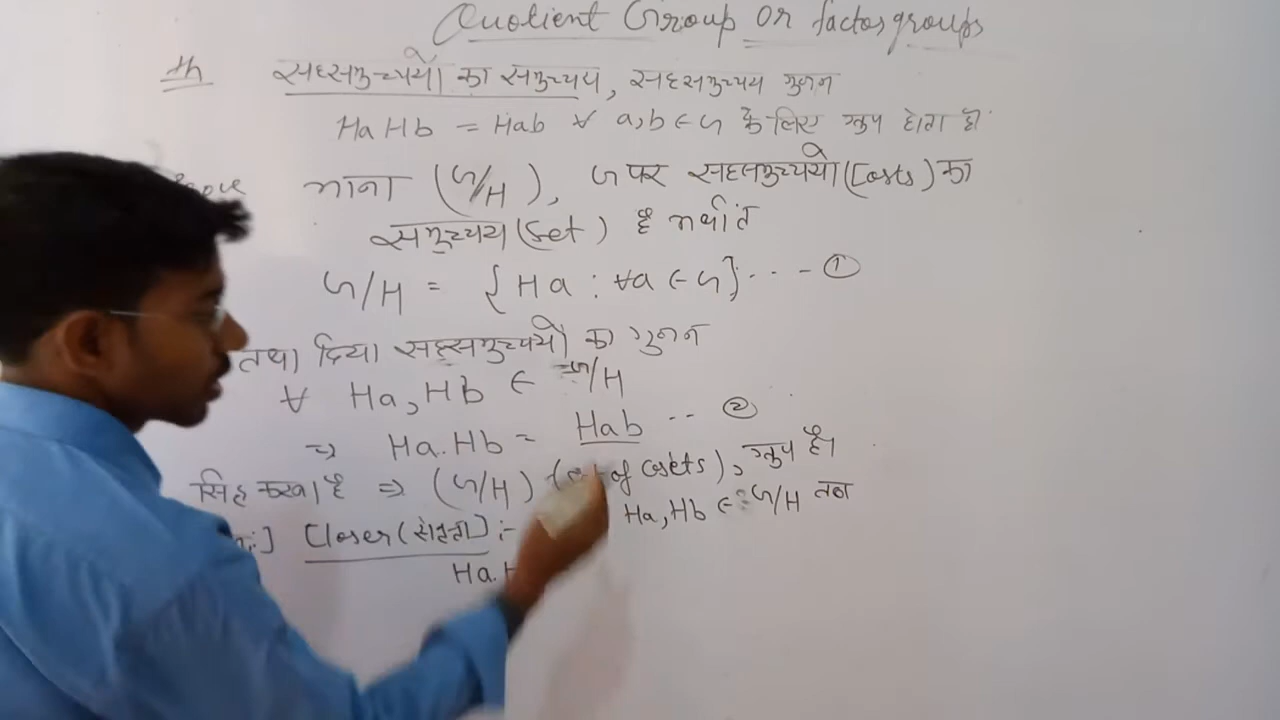 Quotient Group or factor groups
Th सहसमुच्चयों का समुच्चय, सहसमुच्चय गुणन
HaHb = Hab ∀ a,b ∈ G के लिए ग्रुप होता है।
माना (G/H), G पर सहसमुच्चयो (Cosets) का
समुच्चय (Set) है अर्थात
G/H = {Ha : ∀a ∈ G} ... - ①
तथा दिया सहसमुच्चयों का गुणन
∀ Ha, Hb ∈ G/H
⇒ Ha.Hb = Hab -- ②
सिद्ध करना है ⇒ (G/H) of Cosets), ग्रुप है।
Closer (संवृता) :- Ha, Hb ∈ G/H तब
Ha.